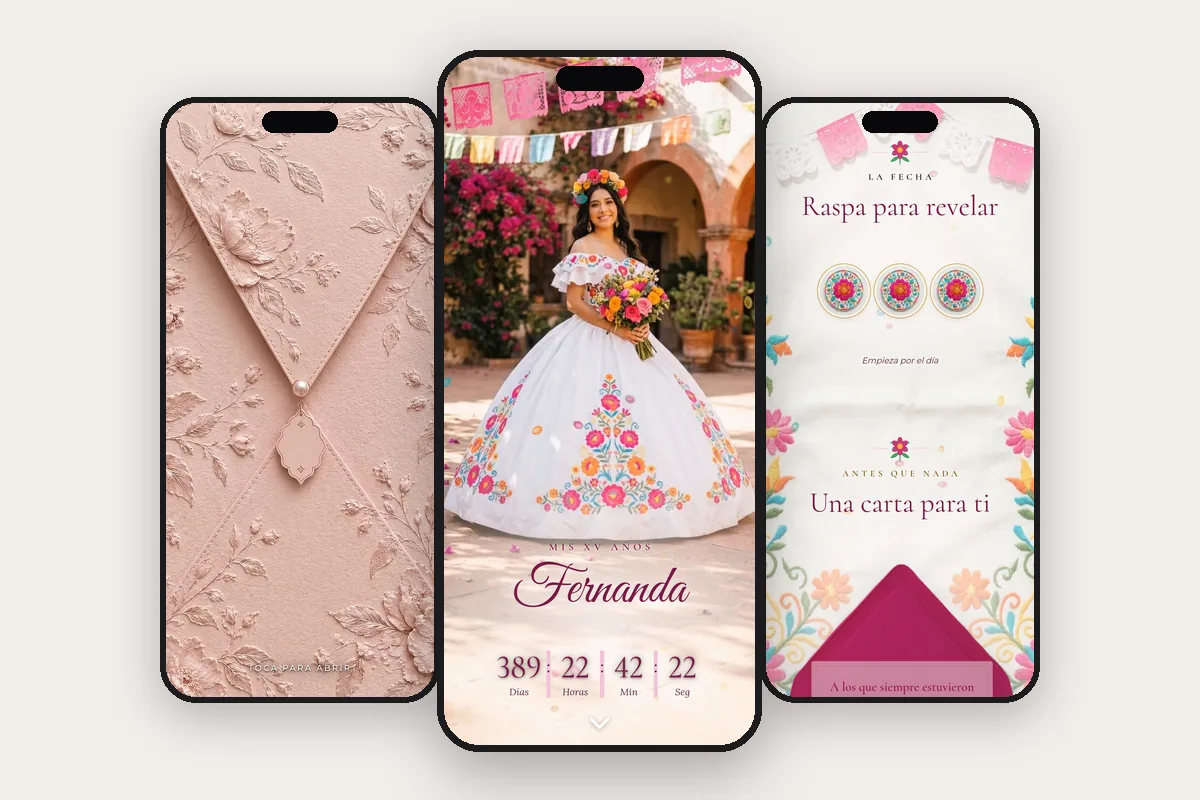 TOCA PARA ABRIR
MIS XV AÑOS
Fernanda
389 : 22 : 42 : 22
Días Horas Min Seg
LA FECHA
Raspa para revelar
Empieza por el día
ANTES QUE NADA
Una carta para ti
A los que siempre estuvieron